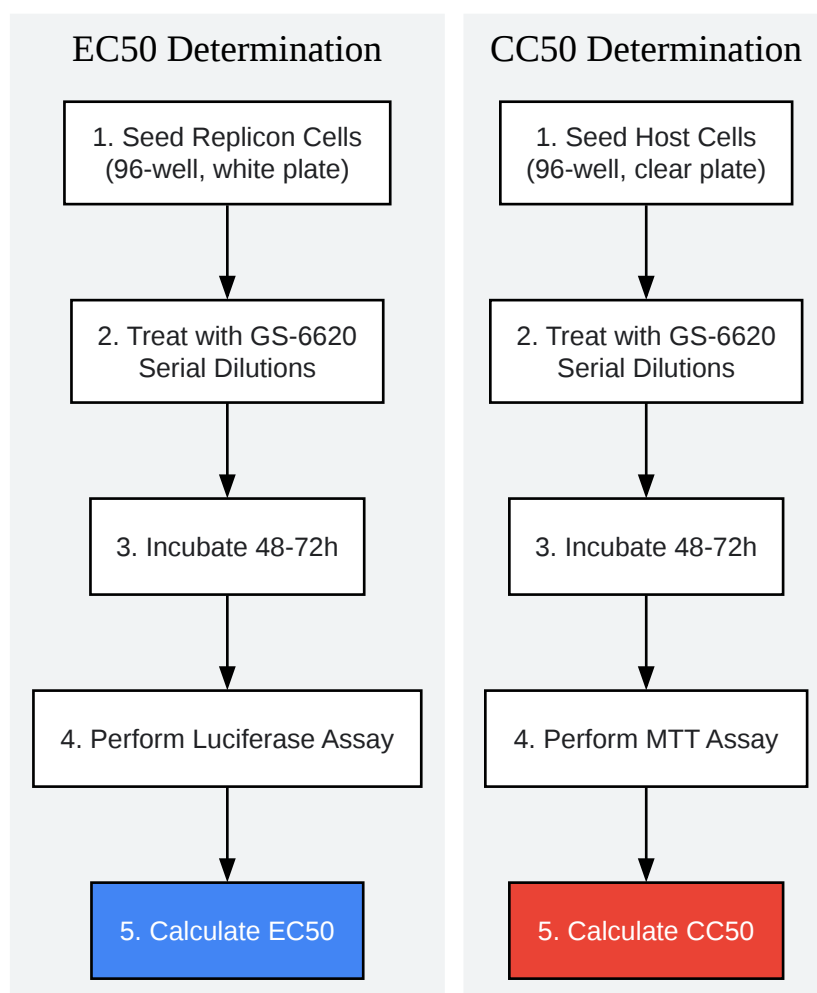 EC50 Determination
1. Seed Replicon Cells
(96-well, white plate)
2. Treat with GS-6620
Serial Dilutions
3. Incubate 48-72h
4. Perform Luciferase Assay
5. Calculate EC50
CC50 Determination
1. Seed Host Cells
(96-well, clear plate)
2. Treat with GS-6620
Serial Dilutions
3. Incubate 48-72h
4. Perform MTT Assay
5. Calculate CC50